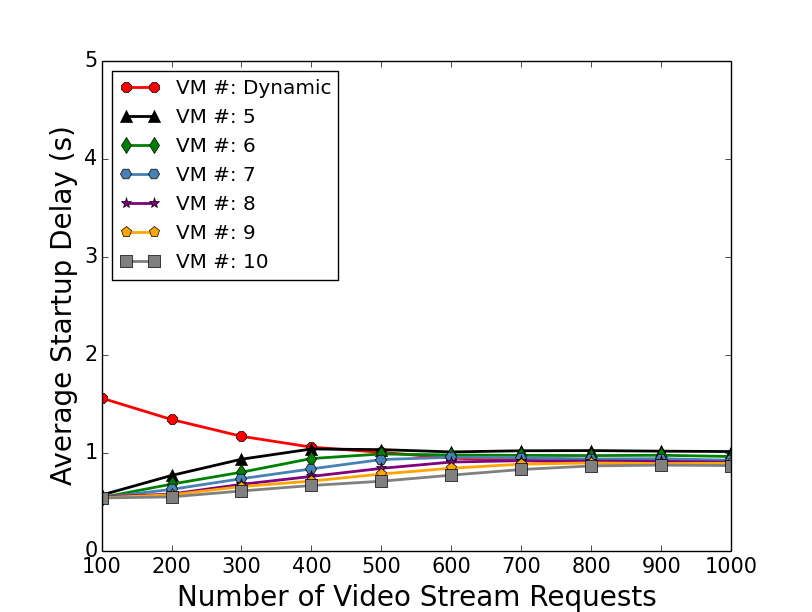 5
4
3
2
1
0
Average Startup Delay (s)
VM #: Dynamic
VM #: 5
VM #: 6
VM #: 7
VM #: 8
VM #: 9
VM #: 10
100 200 300 400 500 600 700 800 900 1000
Number of Video Stream Requests